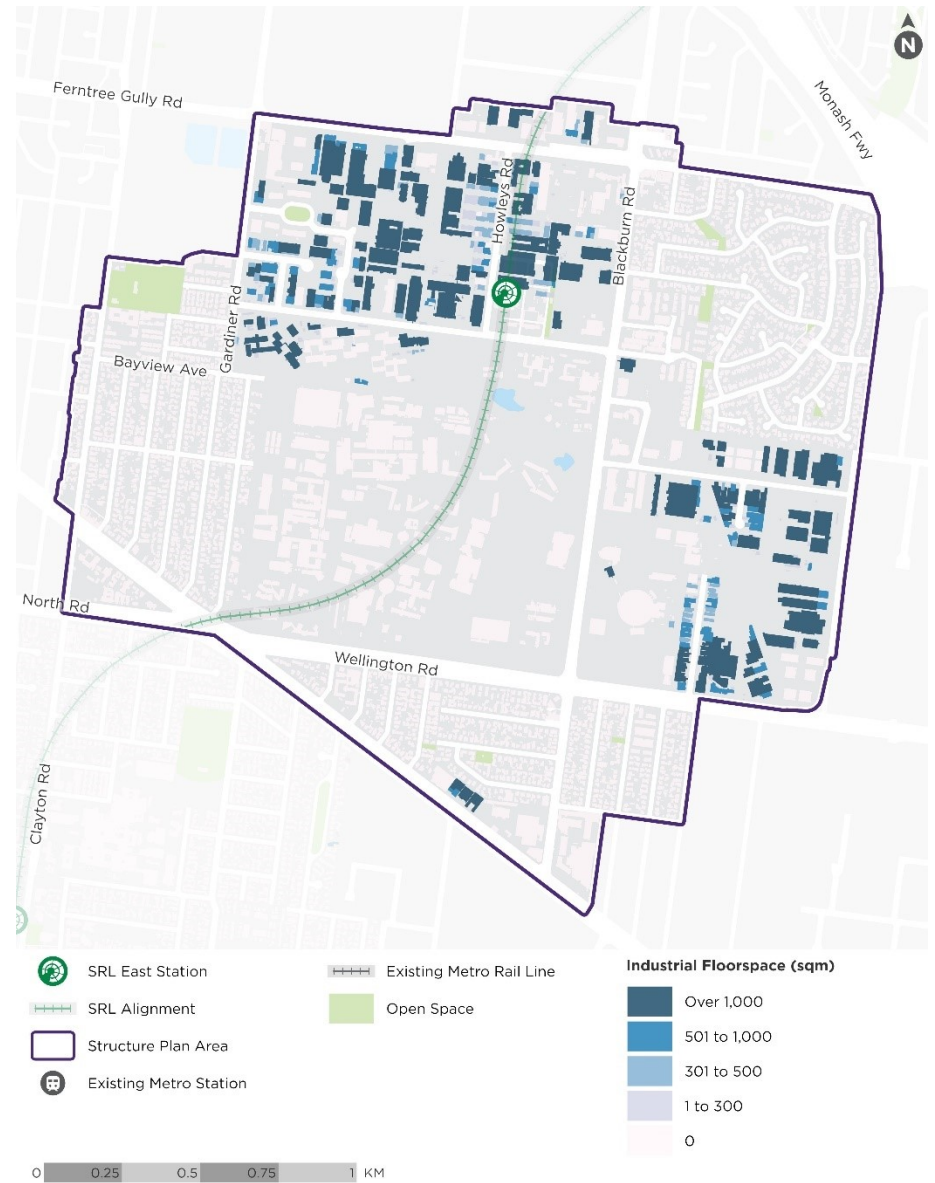 N
Ferntree Gully Rd
Monash Fwy
Howleys Rd
Blackburn Rd
Gardiner Rd
Bayview Ave
North Rd
Wellington Rd
Clayton Rd
SRL East Station
SRL Alignment
Structure Plan Area
Existing Metro Station
Existing Metro Rail Line
Open Space
Industrial Floorspace (sqm)
Over 1,000
501 to 1,000
301 to 500
1 to 300
0
0 0.25 0.5 0.75 1 KM